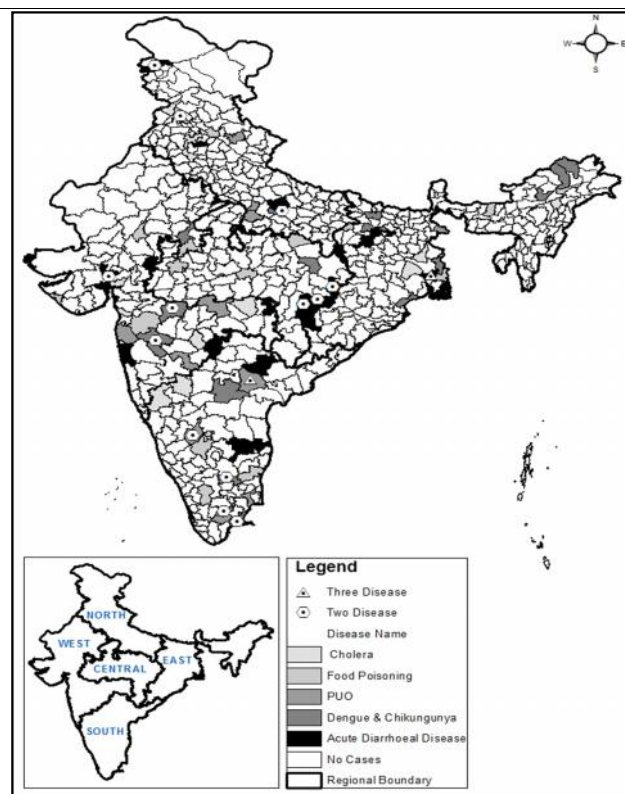 N
W E
S
NORTH
WEST
EAST
CENTRAL
SOUTH
Legend
Three Disease
Two Disease
Disease Name
Cholera
Food Poisoning
PUO
Dengue & Chikungunya
Acute Diarrhoeal Disease
No Cases
Regional Boundary